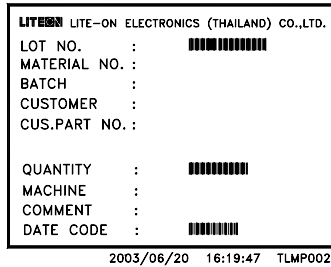 LITEON LITE-ON ELECTRONICS (THAILAND) CO.,LTD.
LOT NO. :
MATERIAL NO. :
BATCH :
CUSTOMER :
CUS.PART NO. :
QUANTITY :
MACHINE :
COMMENT :
DATE CODE :
2003/06/20 16:19:47 TLMP002